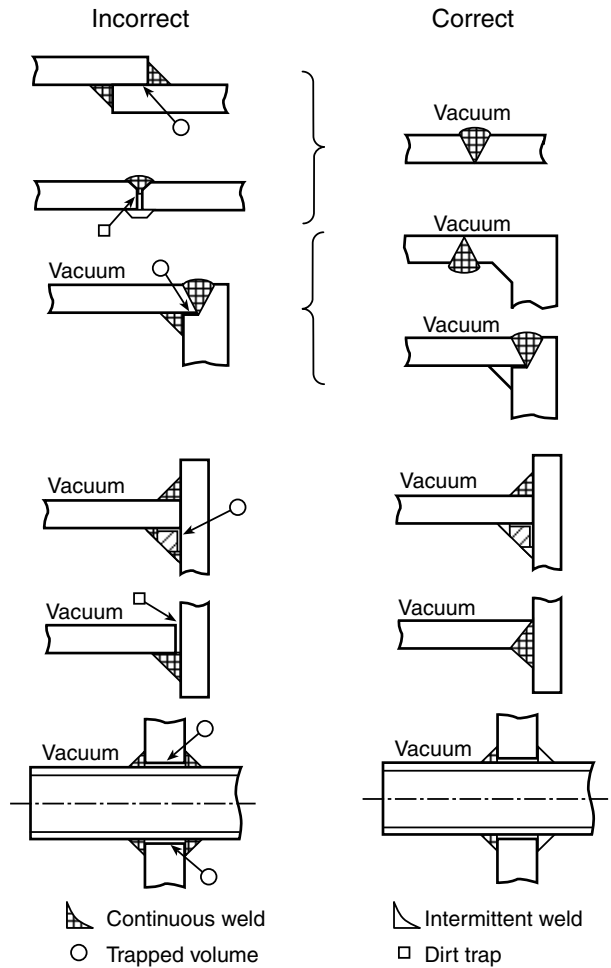 Incorrect
Correct
Vacuum
Vacuum
Vacuum
Vacuum
Vacuum
Vacuum
Vacuum
Vacuum
Vacuum
Vacuum
Continuous weld
Intermittent weld
Trapped volume
Dirt trap